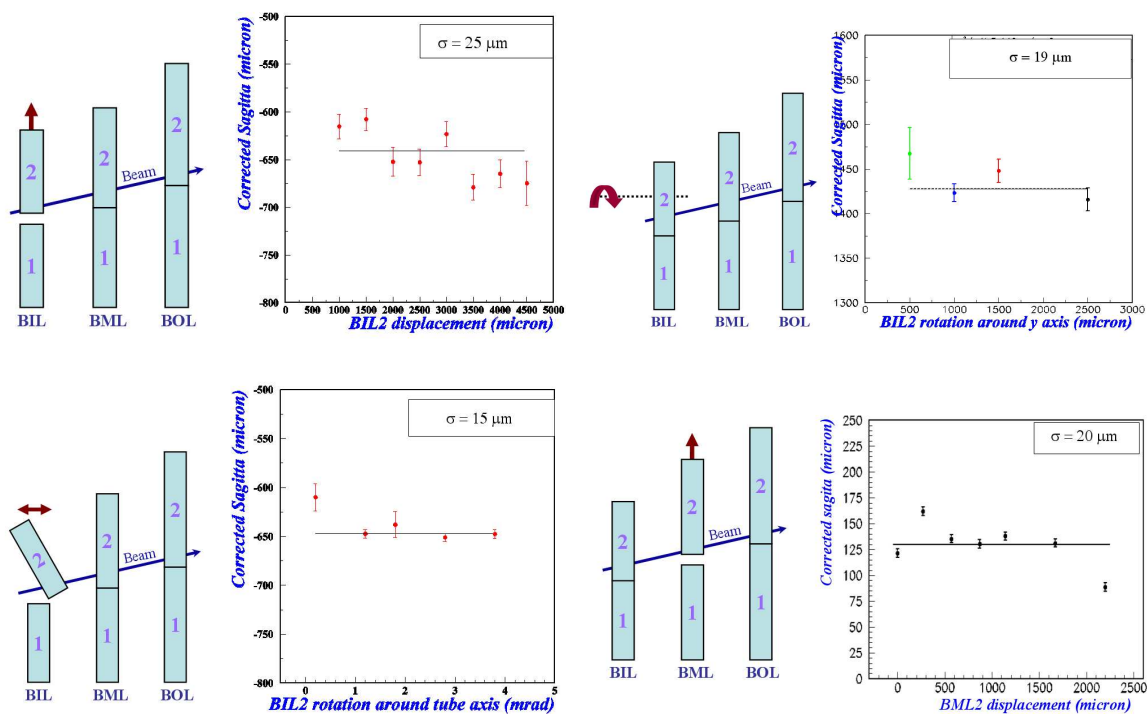 -500
-550
-600
-650
-700
-750
-800
Corrected Sagitta (micron)
σ = 25 µm
0 500 1000 1500 2000 2500 3000 3500 4000 4500 5000
BIL2 displacement (micron)
2
2
2
Beam
1
1
1
BIL BML BOL
1600
1500
1400
1300
Corrected Sagitta (micron)
σ = 19 µm
0 500 1000 1500 2000 2500 3000
BIL2 rotation around y axis (micron)
2
2
2
Beam
1
1
1
BIL BML BOL
-500
-550
-600
-650
-700
-750
-800
Corrected Sagitta (micron)
σ = 15 µm
0 1 2 3 4 5
BIL2 rotation around tube axis (mrad)
2
2
2
Beam
1
1
1
BIL BML BOL
250
225
200
175
150
125
100
75
50
25
0
Corrected sagita (micron)
σ = 20 µm
0 500 1000 1500 2000 2500
BML2 displacement (micron)
2
2
2
Beam
1
1
1
BIL BML BOL